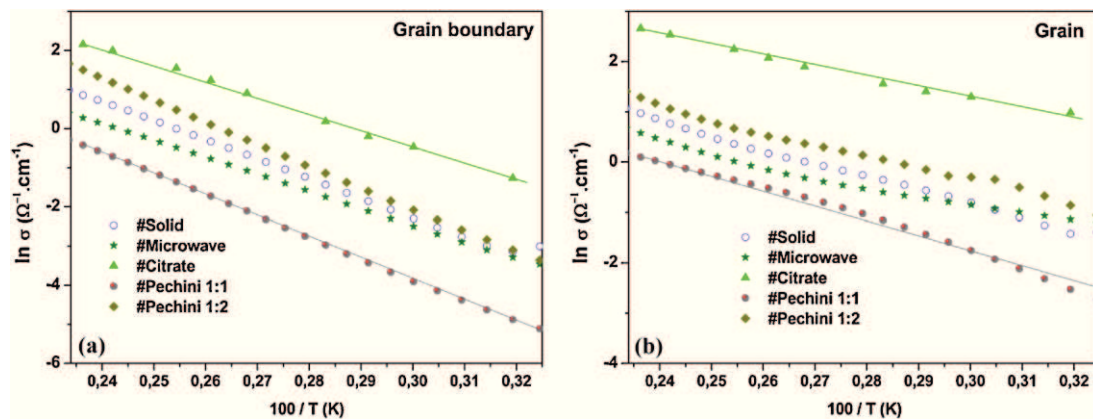 Grain boundary
2
0
-2
-4
-6
ln σ (Ω⁻¹.cm⁻¹)
#Solid
#Microwave
#Citrate
#Pechini 1:1
#Pechini 1:2
(a)
0,24 0,25 0,26 0,27 0,28 0,29 0,30 0,31 0,32
100 / T (K)
Grain
2
0
-2
-4
ln σ (Ω⁻¹.cm⁻¹)
#Solid
#Microwave
#Citrate
#Pechini 1:1
#Pechini 1:2
(b)
0,24 0,25 0,26 0,27 0,28 0,29 0,30 0,31 0,32
100 / T (K)